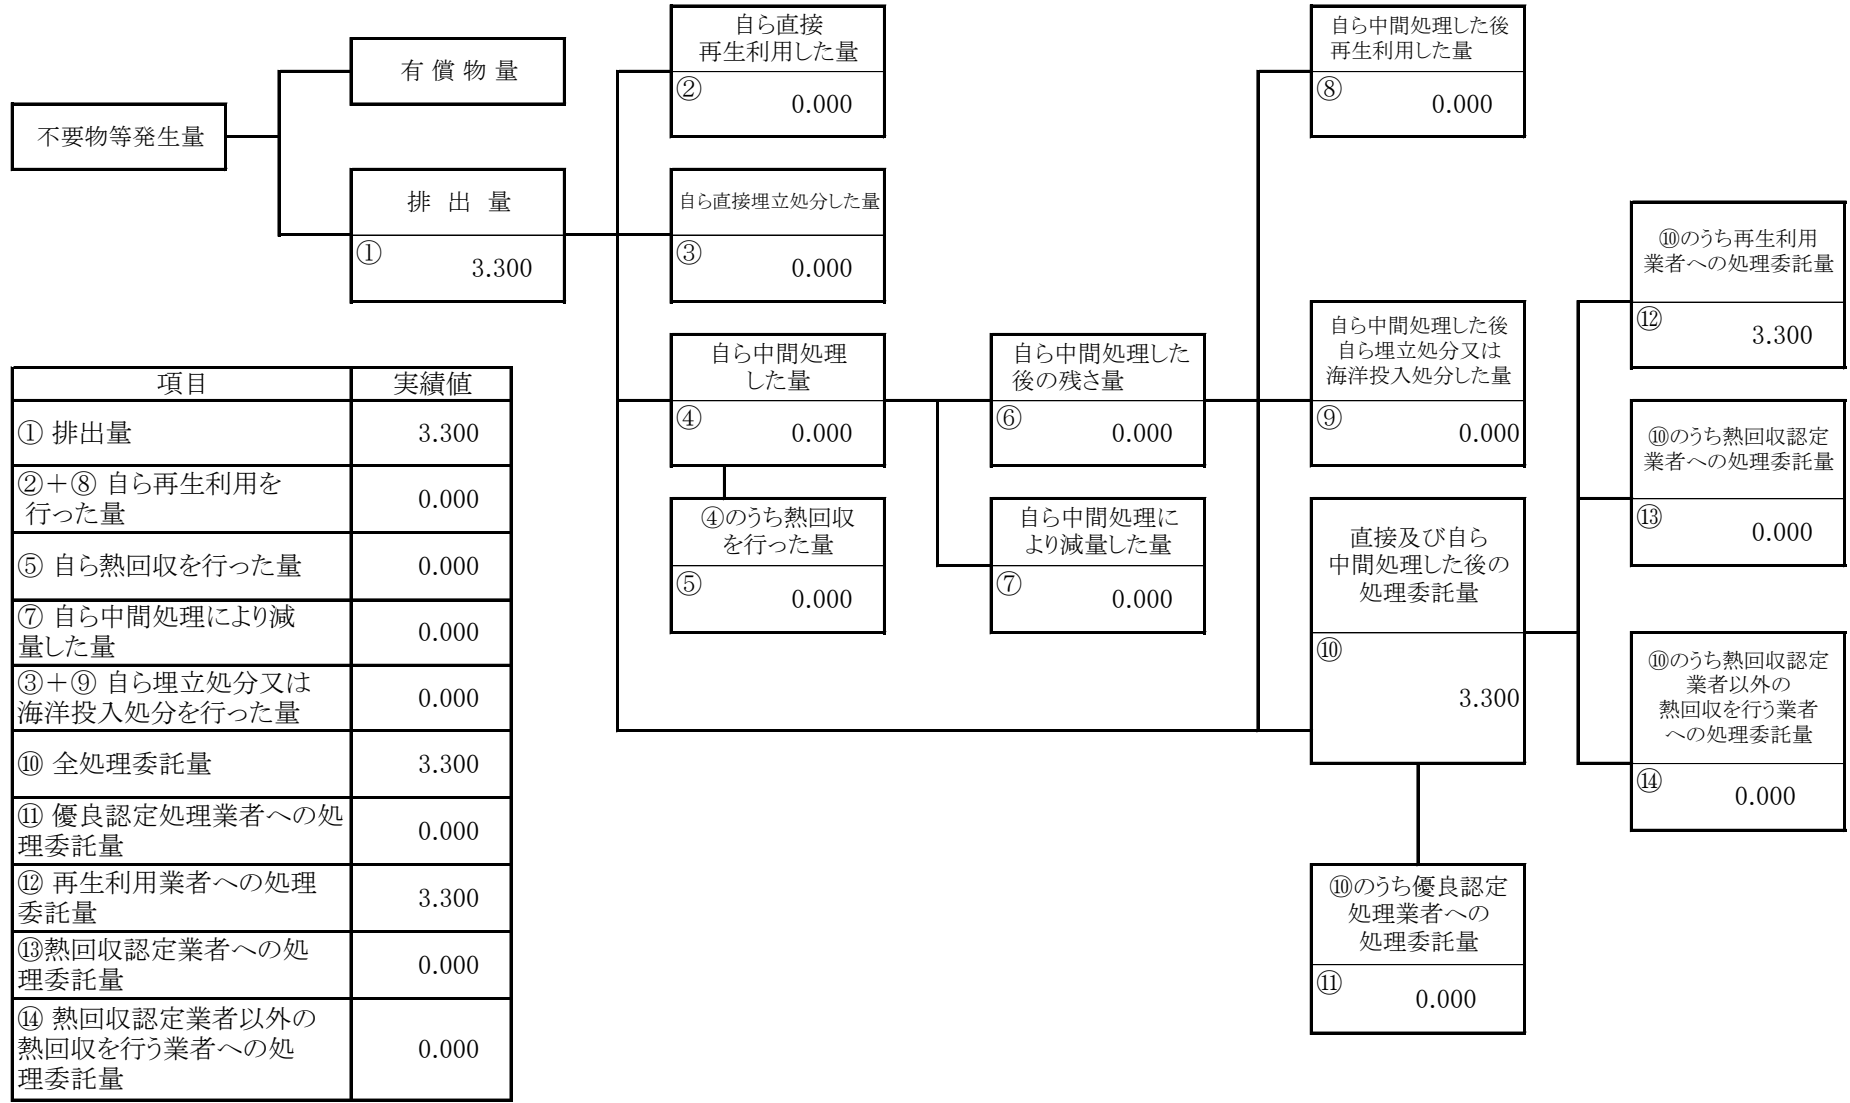 不要物等発生量
有 償 物 量
排 出 量
①
3.300
自ら直接
再生利用した量
②
0.000
自ら直接埋立処分した量
③
0.000
自ら中間処理
した量
④
0.000
④のうち熱回収
を行った量
⑤
0.000
自ら中間処理した
後の残さ量
⑥
0.000
自ら中間処理に
より減量した量
⑦
0.000
自ら中間処理した後
再生利用した量
⑧
0.000
自ら中間処理した後
自ら埋立処分又は
海洋投入処分した量
⑨
0.000
直接及び自ら
中間処理した後の
処理委託量
⑩
3.300
⑩のうち優良認定
処理業者への
処理委託量
⑪
0.000
⑩のうち再生利用
業者への処理委託量
⑫
3.300
⑩のうち熱回収認定
業者への処理委託量
⑬
0.000
⑩のうち熱回収認定
業者以外の
熱回収を行う業者
への処理委託量
⑭
0.000
項目 実績値
① 排出量 3.300
②＋⑧ 自ら再生利用を
行った量 0.000
⑤ 自ら熱回収を行った量 0.000
⑦ 自ら中間処理により減
量した量 0.000
③＋⑨ 自ら埋立処分又は
海洋投入処分を行った量 0.000
⑩ 全処理委託量 3.300
⑪ 優良認定処理業者への処
理委託量 0.000
⑫ 再生利用業者への処理
委託量 3.300
⑬熱回収認定業者への処
理委託量 0.000
⑭ 熱回収認定業者以外の
熱回収を行う業者への処
理委託量 0.000